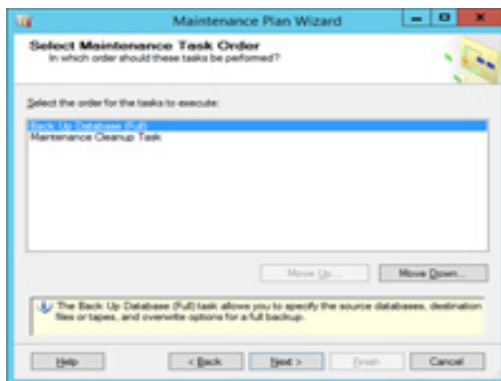 Maintenance Plan Wizard
Select Maintenance Task Order
In which order should these tasks be performed?
Select the order for the tasks to execute:
Back Up Database (Full)
Maintenance Cleanup Task
Move Up...
Move Down...
The Back Up Database (Full) task allows you to specify the source databases, destination
files or tapes, and overwrite options for a full backup.
Help
< Back
Next >
Finish
Cancel